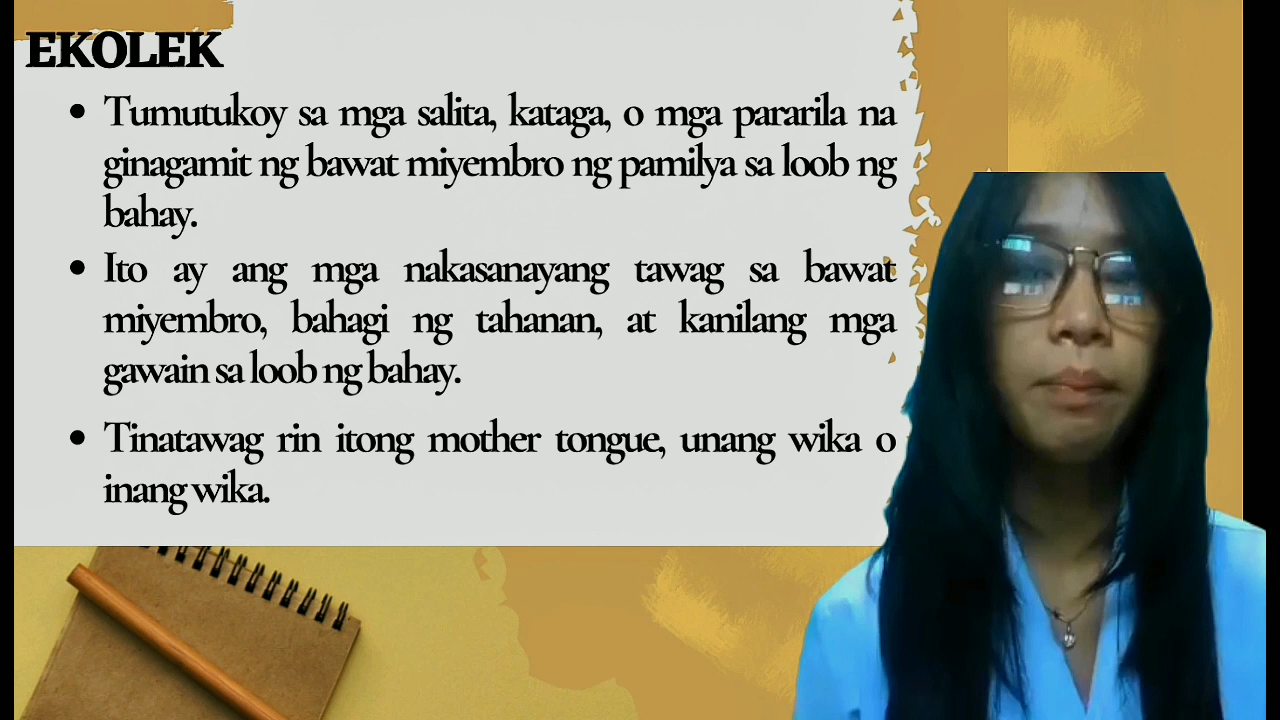 EKOLEK
• Tumutukoy sa mga salita, kataga, o mga pararila na
ginagamit ng bawat miyembro ng pamilya sa loob ng
bahay.
• Ito ay ang mga nakasanayang tawag sa bawat
miyembro, bahagi ng tahanan, at kanilang mga
gawain sa loob ng bahay.
• Tinatawag rin itong mother tongue, unang wika o
inang wika.